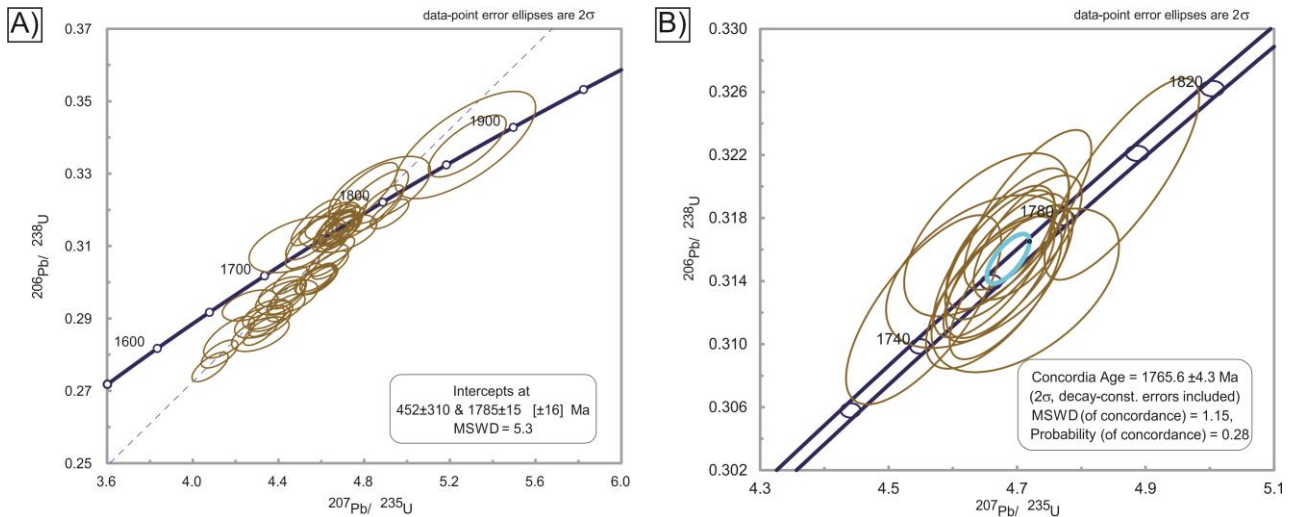 A)
data-point error ellipses are 2σ
0.37
0.35
0.33
0.31
0.29
0.27
0.25
206Pb/ 238U
1900
1800
1700
1600
Intercepts at
452±310 & 1785±15 [±16] Ma
MSWD = 5.3
3.6 4.0 4.4 4.8 5.2 5.6 6.0
207Pb/ 235U
B)
data-point error ellipses are 2σ
0.330
0.326
0.322
0.318
0.314
0.310
0.306
0.302
206Pb/ 238U
1820
1780
1740
Concordia Age = 1765.6 ±4.3 Ma
(2σ, decay-const. errors included)
MSWD (of concordance) = 1.15,
Probability (of concordance) = 0.28
4.3 4.5 4.7 4.9 5.1
207Pb/ 235U